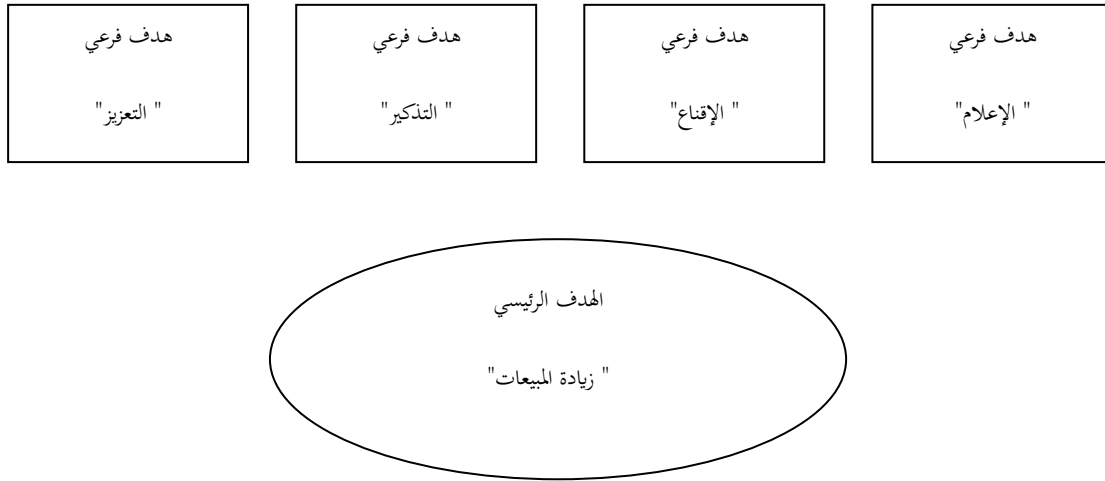 هدف فرعي
" الإعلام"
هدف فرعي
" الإقناع"
هدف فرعي
" التذكير"
هدف فرعي
" التعزيز"
الهدف الرئيسي
" زيادة المبيعات"